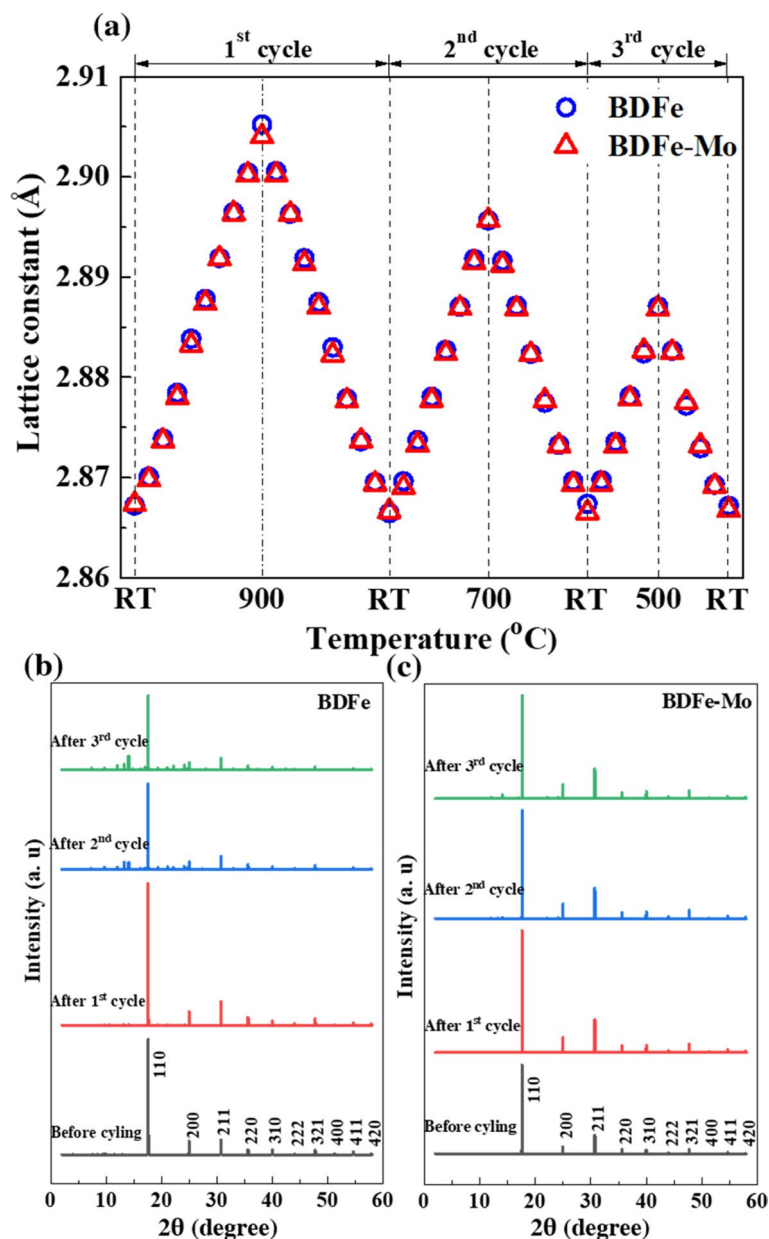 (a)
1st cycle 2nd cycle 3rd cycle
2.91
2.90
2.89
2.88
2.87
2.86
Lattice constant (Å)
BDFe
BDFe-Mo
RT 900 RT 700 RT 500 RT
Temperature (oC)
(b)
BDFe
After 3rd cycle
After 2nd cycle
After 1st cycle
Before cyling
110
200
211
220
310
222
321
400
411
420
Intensity (a. u)
0 10 20 30 40 50 60
2θ (degree)
(c)
BDFe-Mo
After 3rd cycle
After 2nd cycle
After 1st cycle
Before cyling
110
200
211
220
310
222
321
400
411
420
Intensity (a. u)
0 10 20 30 40 50 60
2θ (degree)